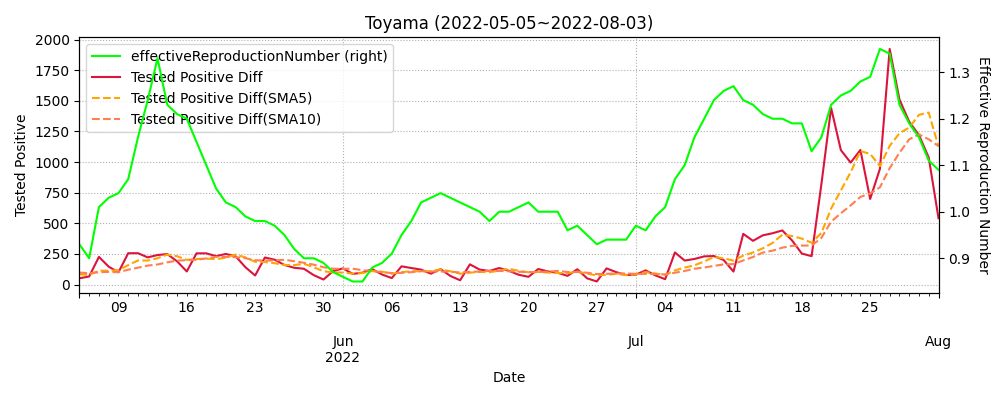 Toyama (2022-05-05~2022-08-03)
effectiveReproductionNumber (right)
Tested Positive Diff
Tested Positive Diff(SMA5)
Tested Positive Diff(SMA10)
Tested Positive
2000
1750
1500
1250
1000
750
500
250
0
1.3
1.2
1.1
1.0
0.9
Effective Reproduction Number
09 16 23 30 06 13 20 27 04 11 18 25
Jun Jul Aug
2022
Date